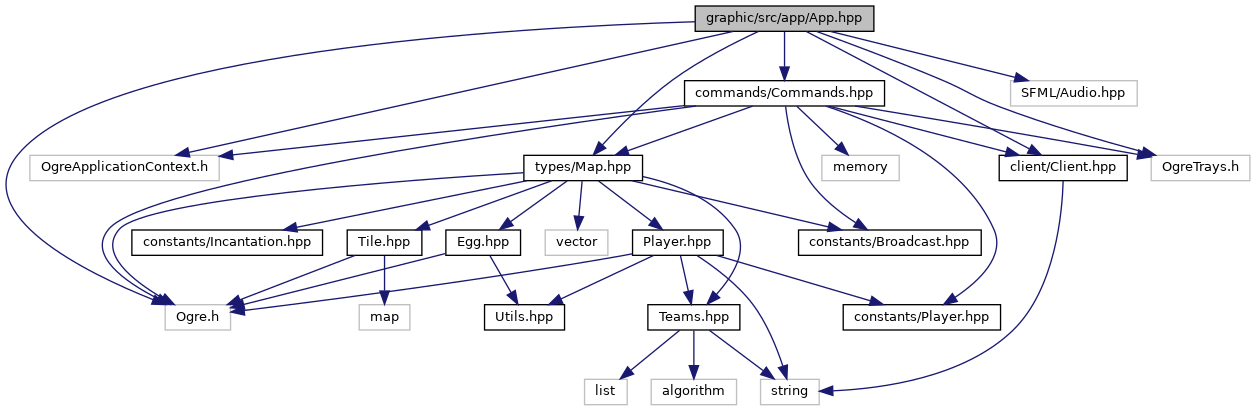 graphic/src/app/App.hpp
commands/Commands.hpp
SFML/Audio.hpp
OgreApplicationContext.h
types/Map.hpp
memory
client/Client.hpp
OgreTrays.h
constants/Incantation.hpp
Tile.hpp
Egg.hpp
vector
Player.hpp
constants/Broadcast.hpp
Ogre.h
map
Utils.hpp
Teams.hpp
constants/Player.hpp
list
algorithm
string